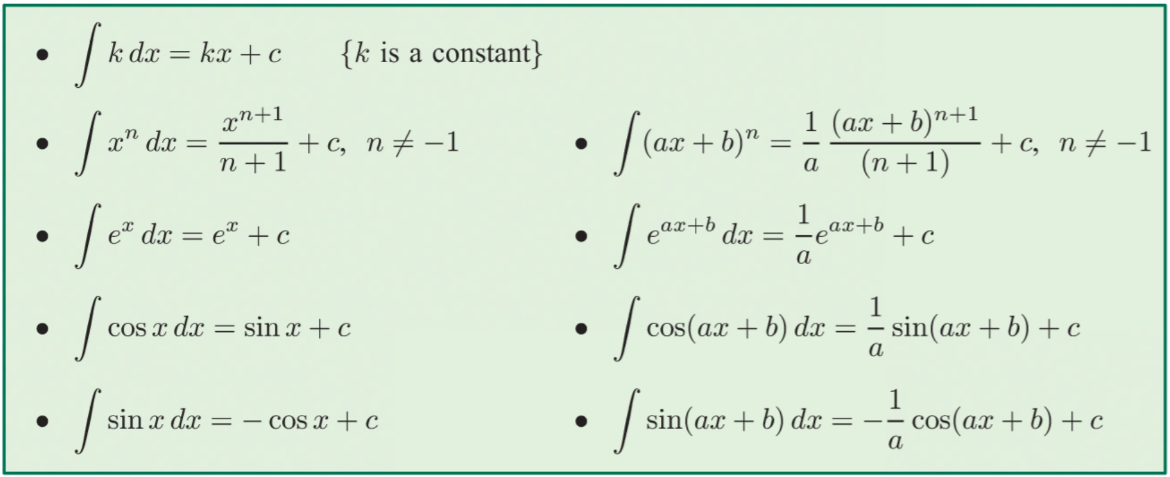 • ∫ k dx = kx + c {k is a constant}
• ∫ xⁿ dx = xⁿ⁺¹/(n + 1) + c, n ≠ −1 • ∫ (ax + b)ⁿ = 1/a (ax + b)ⁿ⁺¹/(n + 1) + c, n ≠ −1
• ∫ eˣ dx = eˣ + c • ∫ e^(ax+b) dx = 1/a e^(ax+b) + c
• ∫ cos x dx = sin x + c • ∫ cos(ax + b) dx = 1/a sin(ax + b) + c
• ∫ sin x dx = − cos x + c • ∫ sin(ax + b) dx = −1/a cos(ax + b) + c